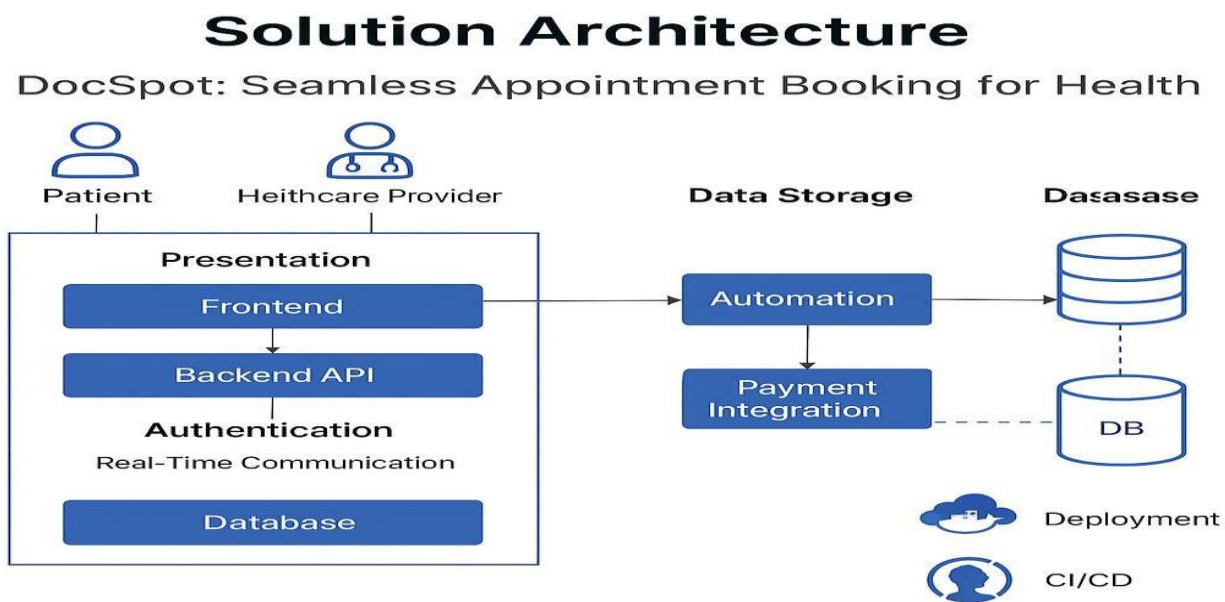 Solution Architecture
DocSpot: Seamless Appointment Booking for Health
Patient
Heithcare Provider
Presentation
Frontend
Backend API
Authentication
Real-Time Communication
Database
Data Storage
Automation
Payment
Integration
Dasasase
DB
Deployment
CI/CD